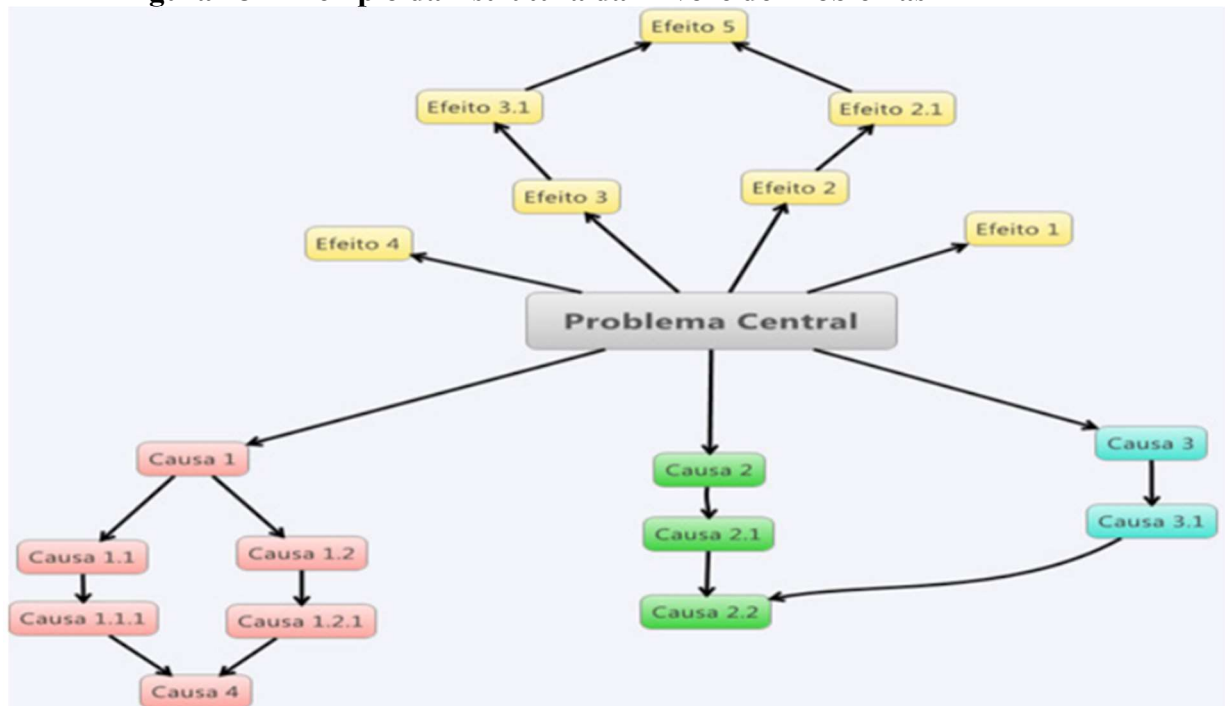 Efeito 5
Efeito 3.1
Efeito 2.1
Efeito 3
Efeito 2
Efeito 4
Efeito 1
Problema Central
Causa 1
Causa 2
Causa 3
Causa 1.1
Causa 1.2
Causa 2.1
Causa 3.1
Causa 1.1.1
Causa 1.2.1
Causa 2.2
Causa 4